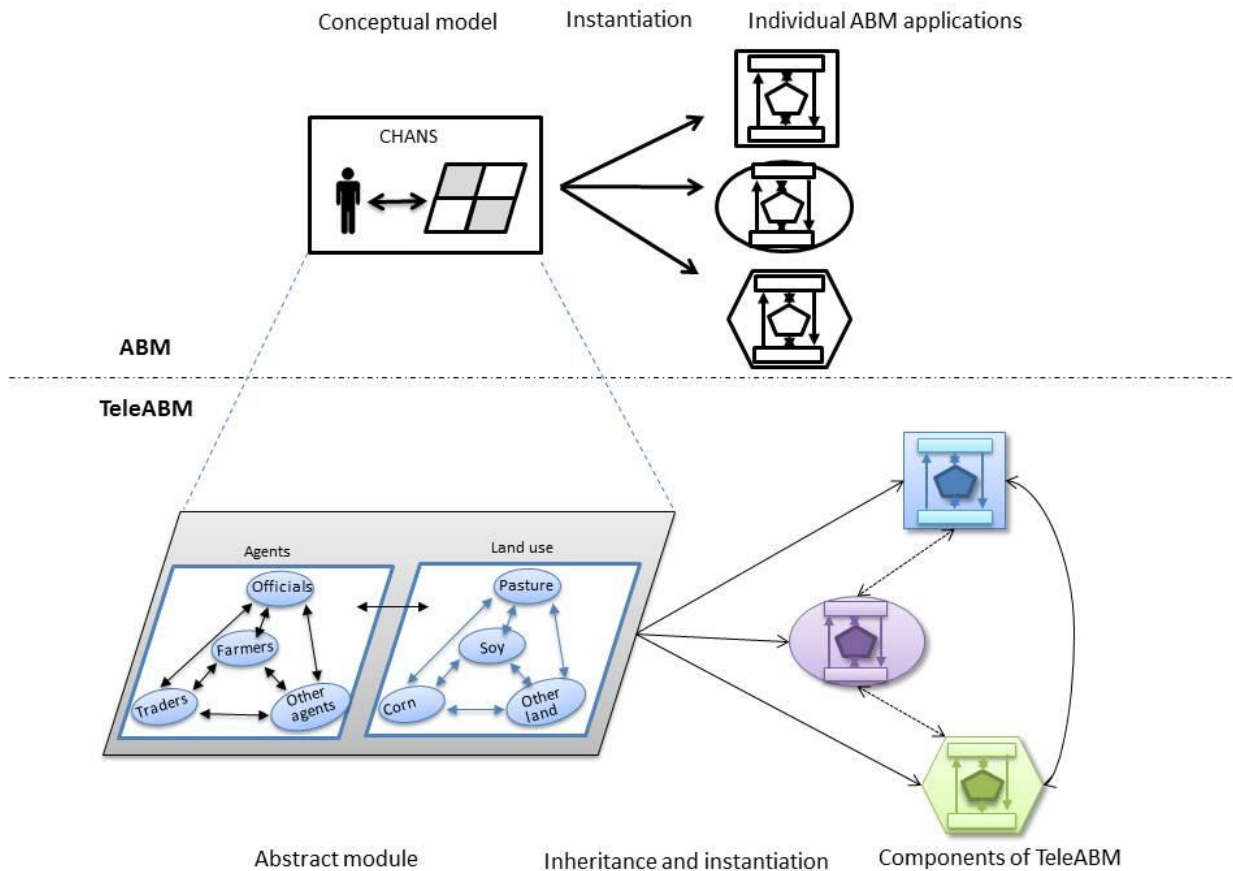 Conceptual model
Instantiation
Individual ABM applications
CHANS
ABM
TeleABM
Agents
Land use
Officials
Farmers
Traders
Other
agents
Pasture
Soy
Corn
Other
land
Abstract module
Inheritance and instantiation
Components of TeleABM